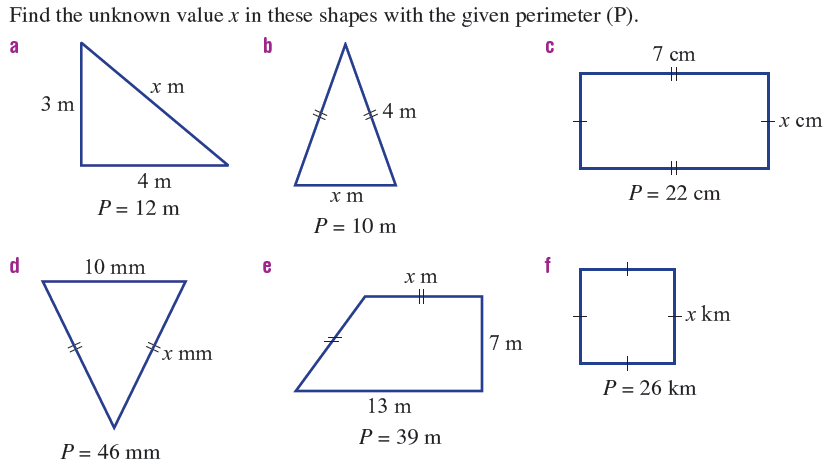 Find the unknown value x in these shapes with the given perimeter (P).
a
3 m
x m
4 m
P = 12 m
b
4 m
x m
P = 10 m
c
7 cm
x cm
P = 22 cm
d
10 mm
x mm
P = 46 mm
e
x m
7 m
13 m
P = 39 m
f
x km
P = 26 km